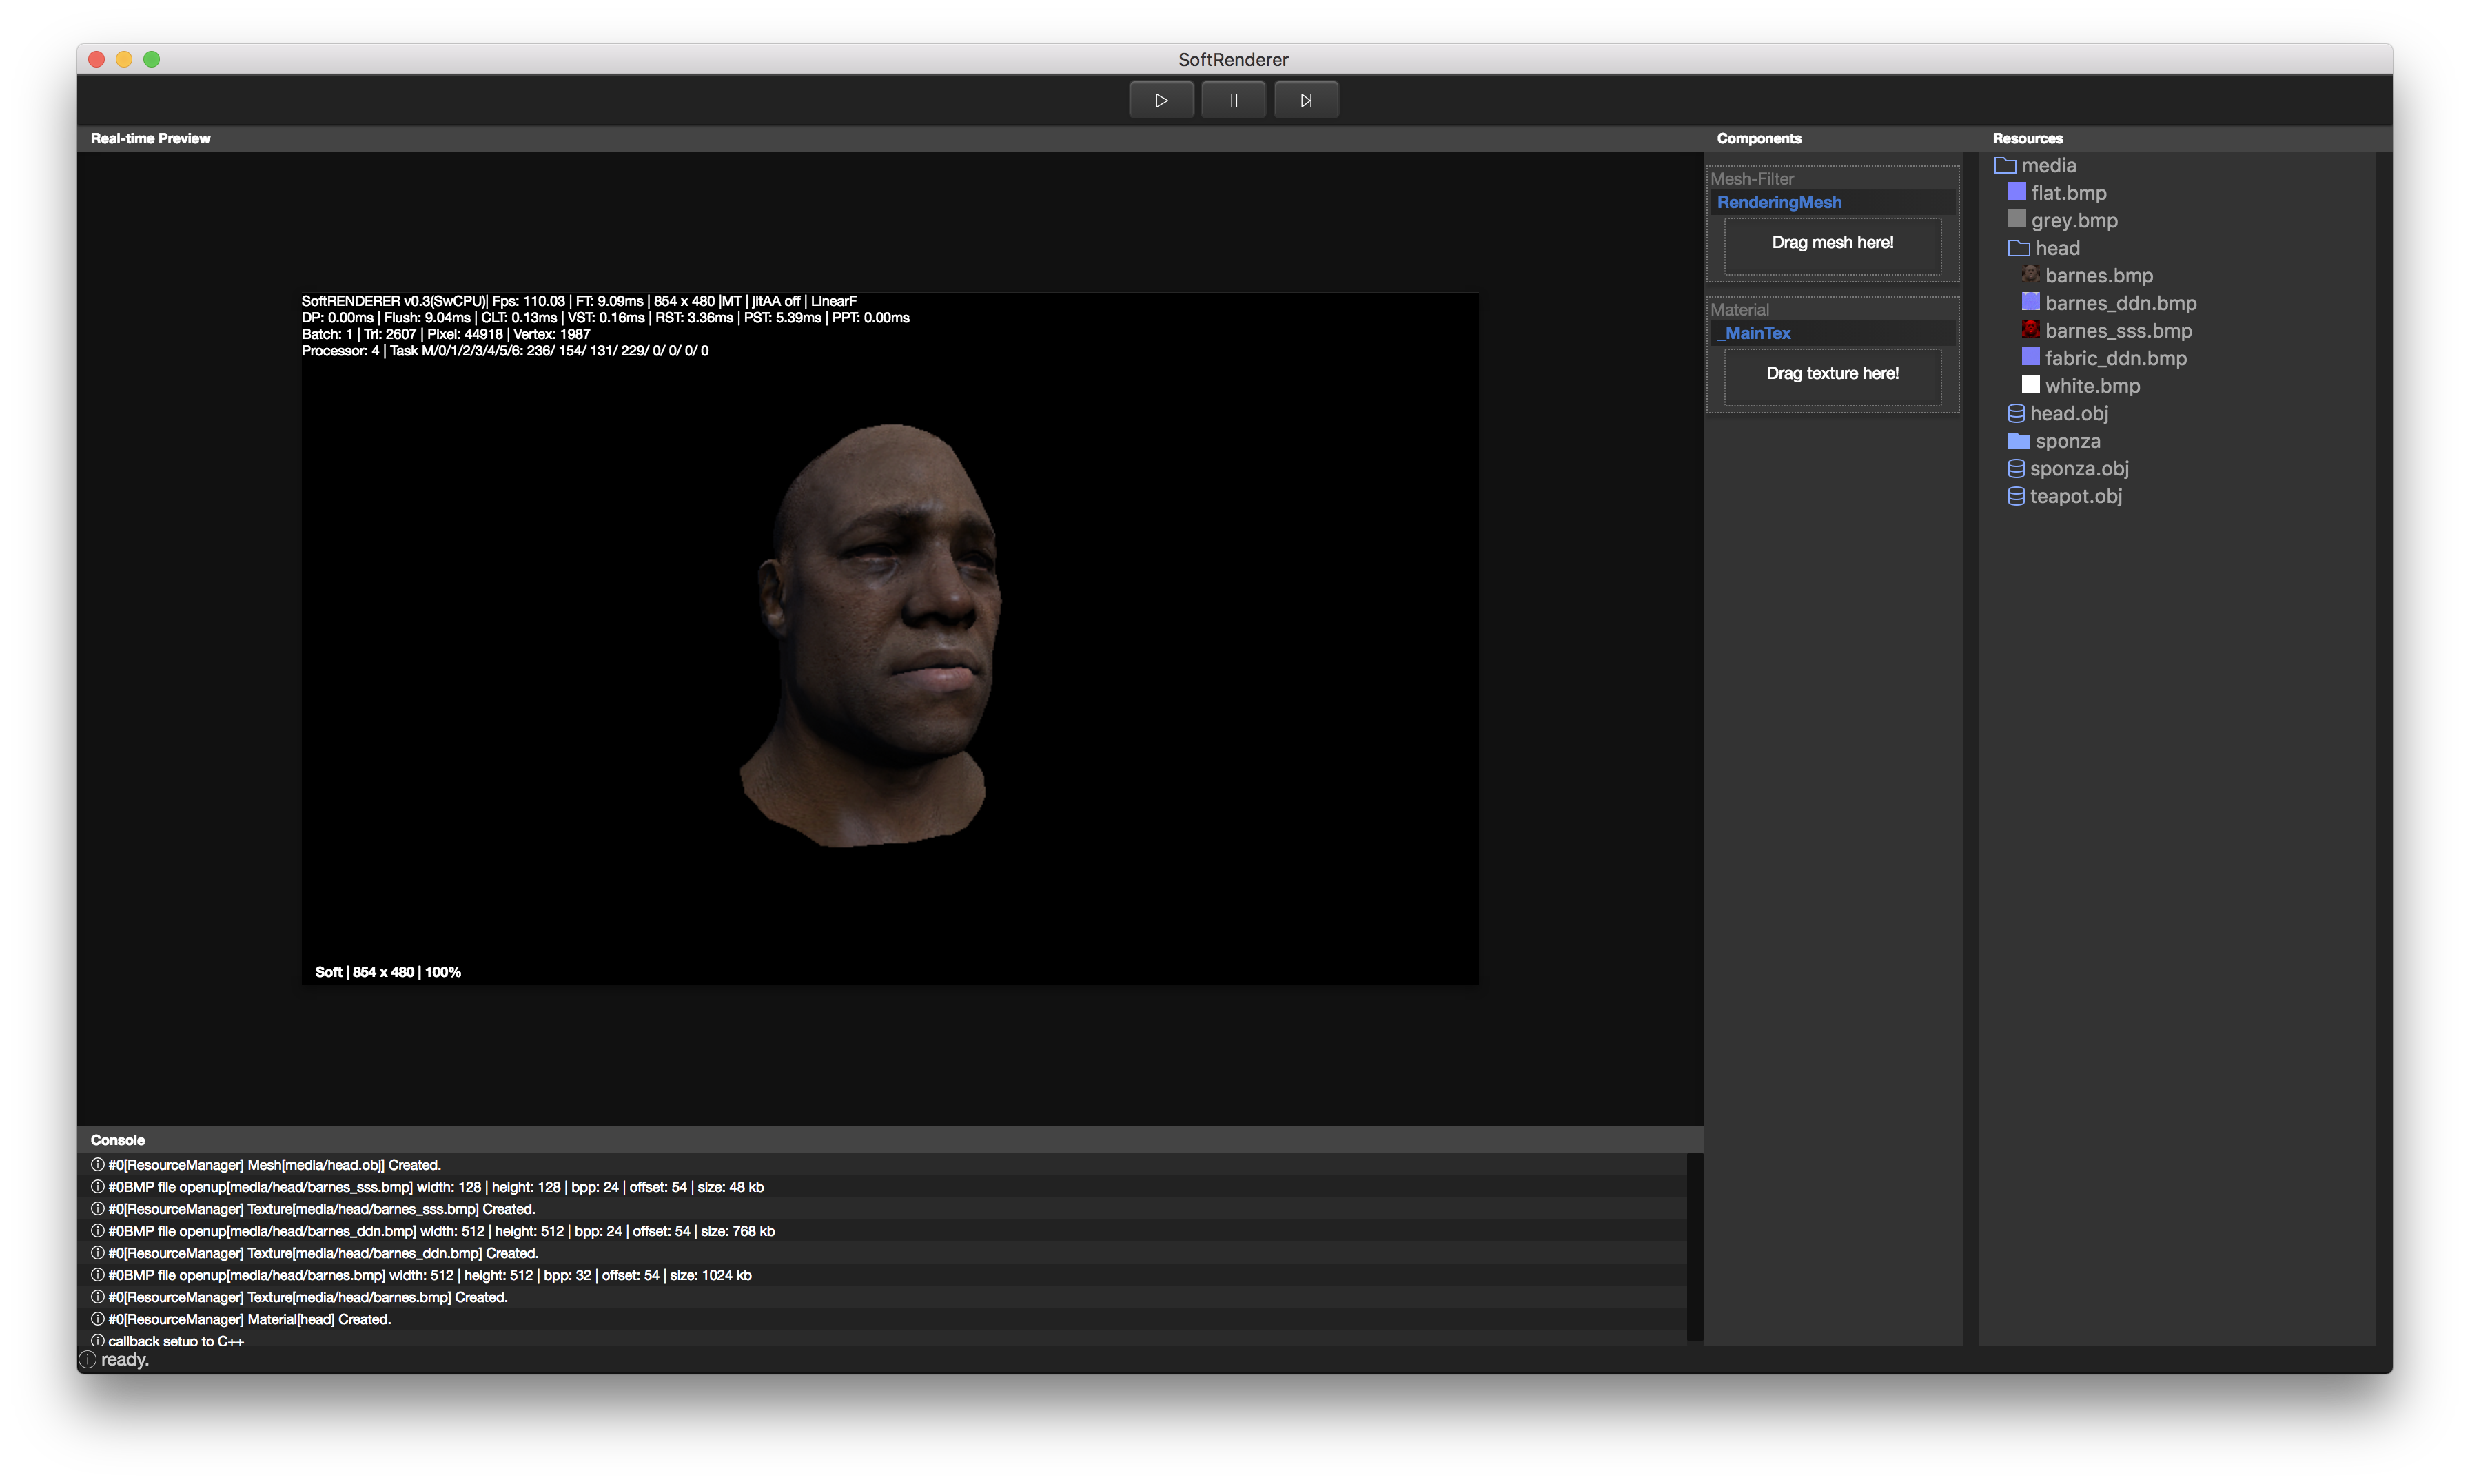 SoftRenderer
Real-time Preview
SoftRENDERER v0.3(SwCPU)| Fps: 110.03 | FT: 9.09ms | 854 x 480 |MT | jitAA off | LinearF
DP: 0.00ms | Flush: 9.04ms | CLT: 0.13ms | VST: 0.16ms | RST: 3.36ms | PST: 5.39ms | PPT: 0.00ms
Batch: 1 | Tri: 2607 | Pixel: 44918 | Vertex: 1987
Processor: 4 | Task M/0/1/2/3/4/5/6: 236/ 154/ 131/ 229/ 0/ 0/ 0/ 0
Soft | 854 x 480 | 100%
Components
Mesh-Filter
RenderingMesh
Drag mesh here!
Material
_MainTex
Drag texture here!
Resources
media
flat.bmp
grey.bmp
head
barnes.bmp
barnes_ddn.bmp
barnes_sss.bmp
fabric_ddn.bmp
white.bmp
head.obj
sponza
sponza.obj
teapot.obj
Console
#0[ResourceManager] Mesh[media/head.obj] Created.
#0BMP file openup[media/head/barnes_sss.bmp] width: 128 | height: 128 | bpp: 24 | offset: 54 | size: 48 kb
#0[ResourceManager] Texture[media/head/barnes_sss.bmp] Created.
#0BMP file openup[media/head/barnes_ddn.bmp] width: 512 | height: 512 | bpp: 24 | offset: 54 | size: 768 kb
#0[ResourceManager] Texture[media/head/barnes_ddn.bmp] Created.
#0BMP file openup[media/head/barnes.bmp] width: 512 | height: 512 | bpp: 32 | offset: 54 | size: 1024 kb
#0[ResourceManager] Texture[media/head/barnes.bmp] Created.
#0[ResourceManager] Material[head] Created.
callback setup to C++
ready.